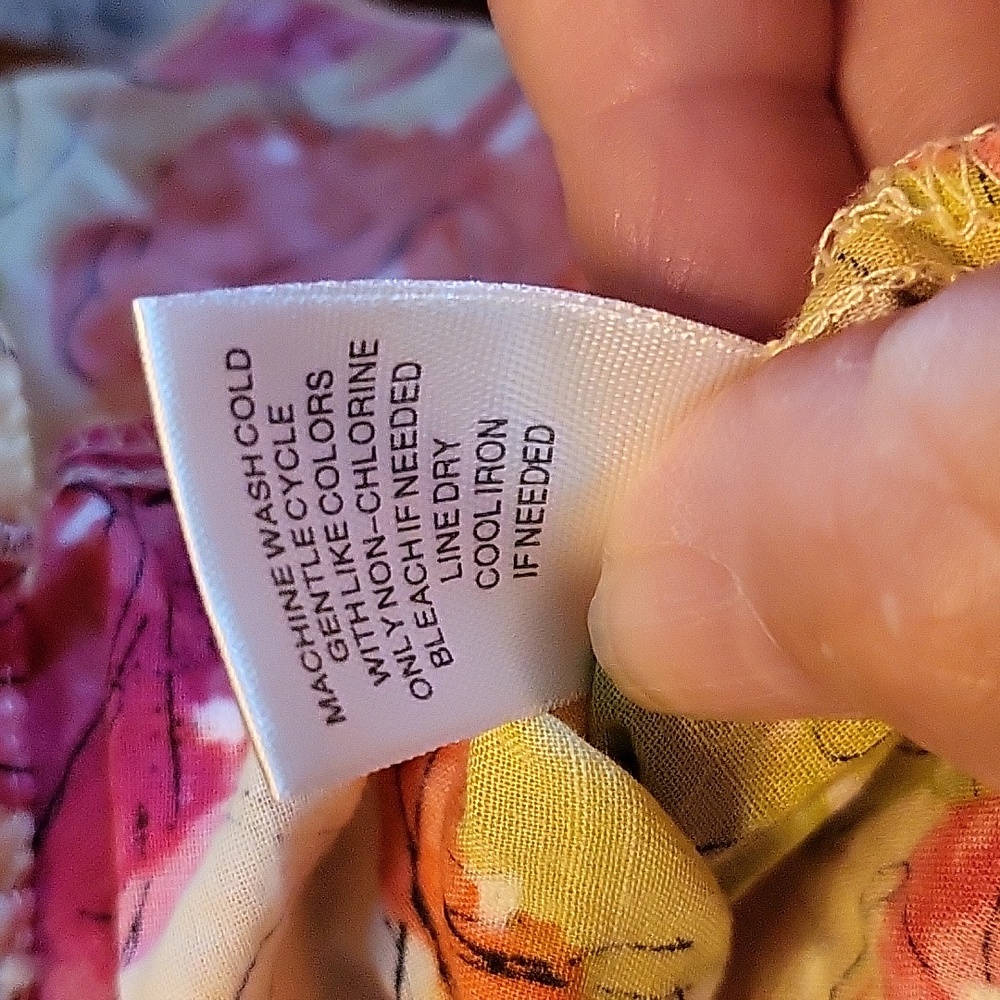 MACHINE WASH COLD
GENTLE CYCLE
WITH LIKE COLORS
ONLY NON-CHLORINE
BLEACH IF NEEDED
LINE DRY
COOL IRON
IF NEEDED